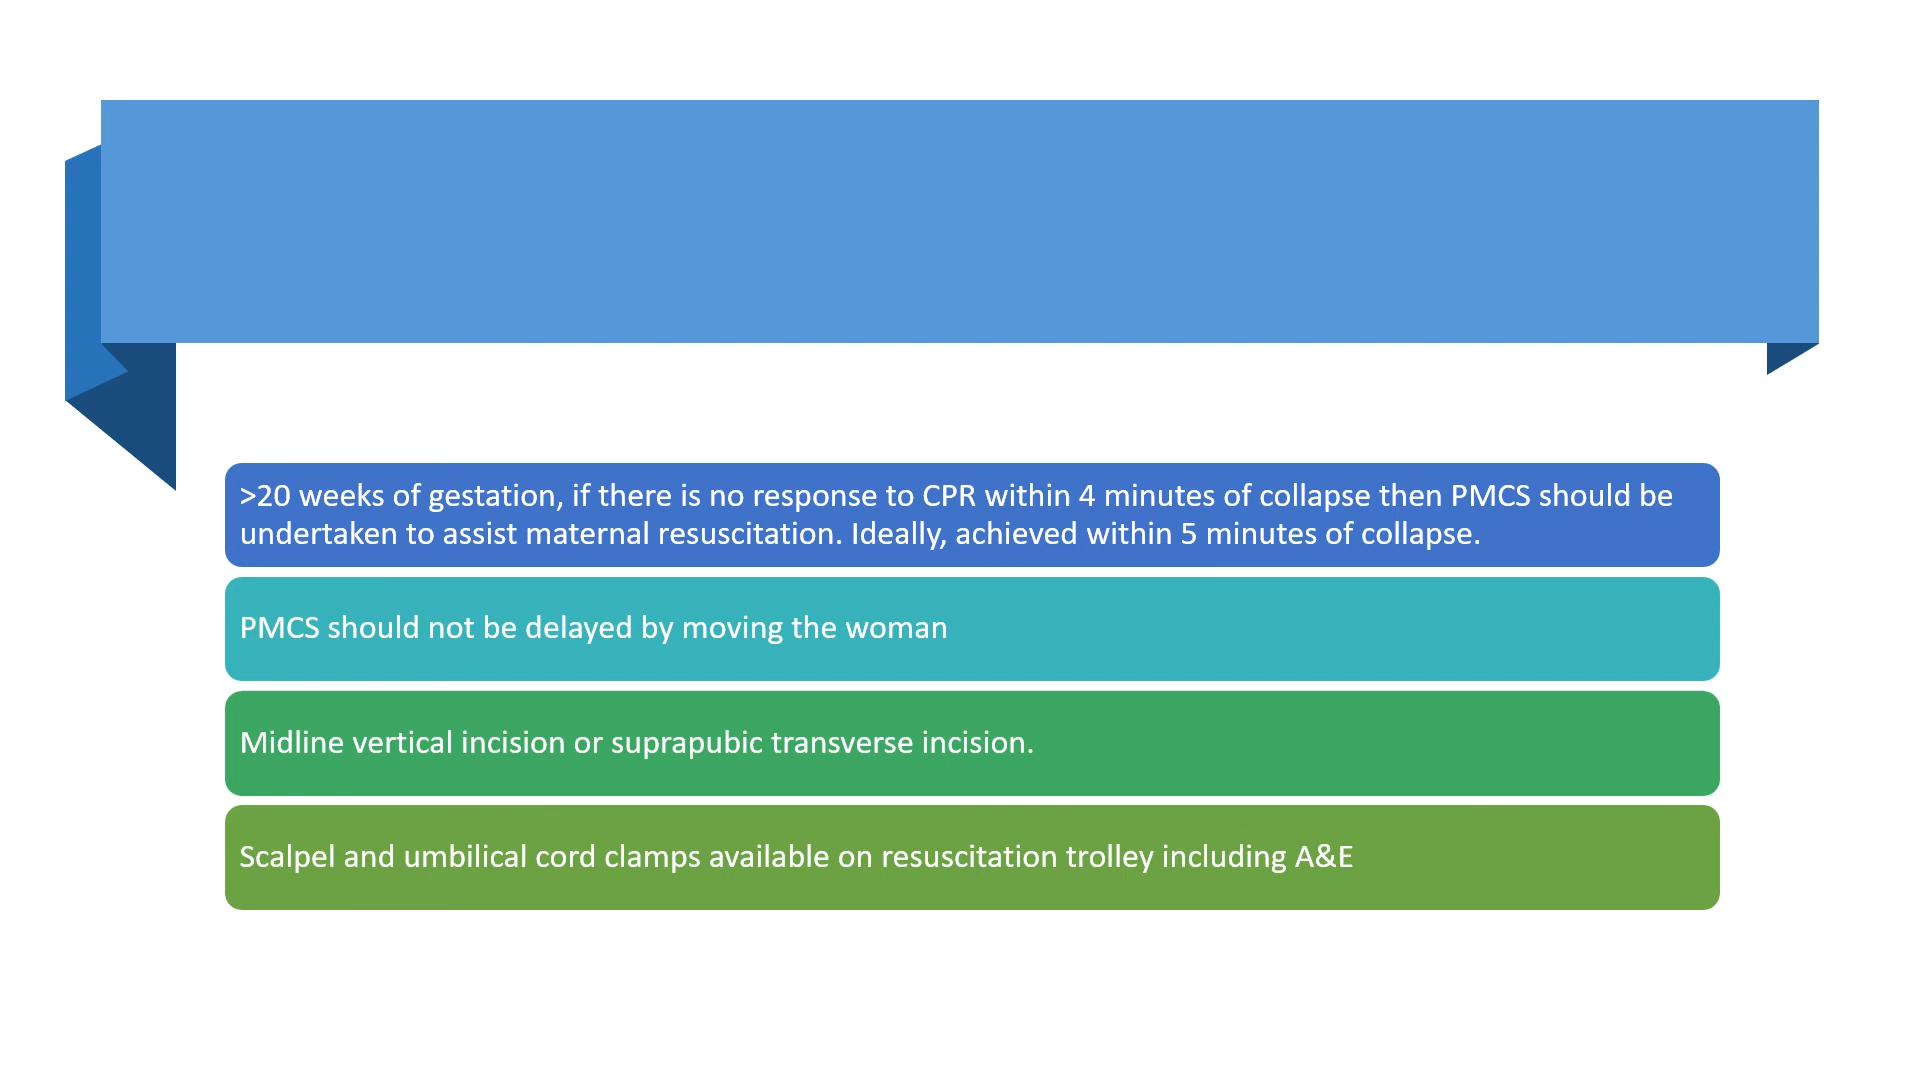 >20 weeks of gestation, if there is no response to CPR within 4 minutes of collapse then PMCS should be
undertaken to assist maternal resuscitation. Ideally, achieved within 5 minutes of collapse.
PMCS should not be delayed by moving the woman
Midline vertical incision or suprapubic transverse incision.
Scalpel and umbilical cord clamps available on resuscitation trolley including A&E